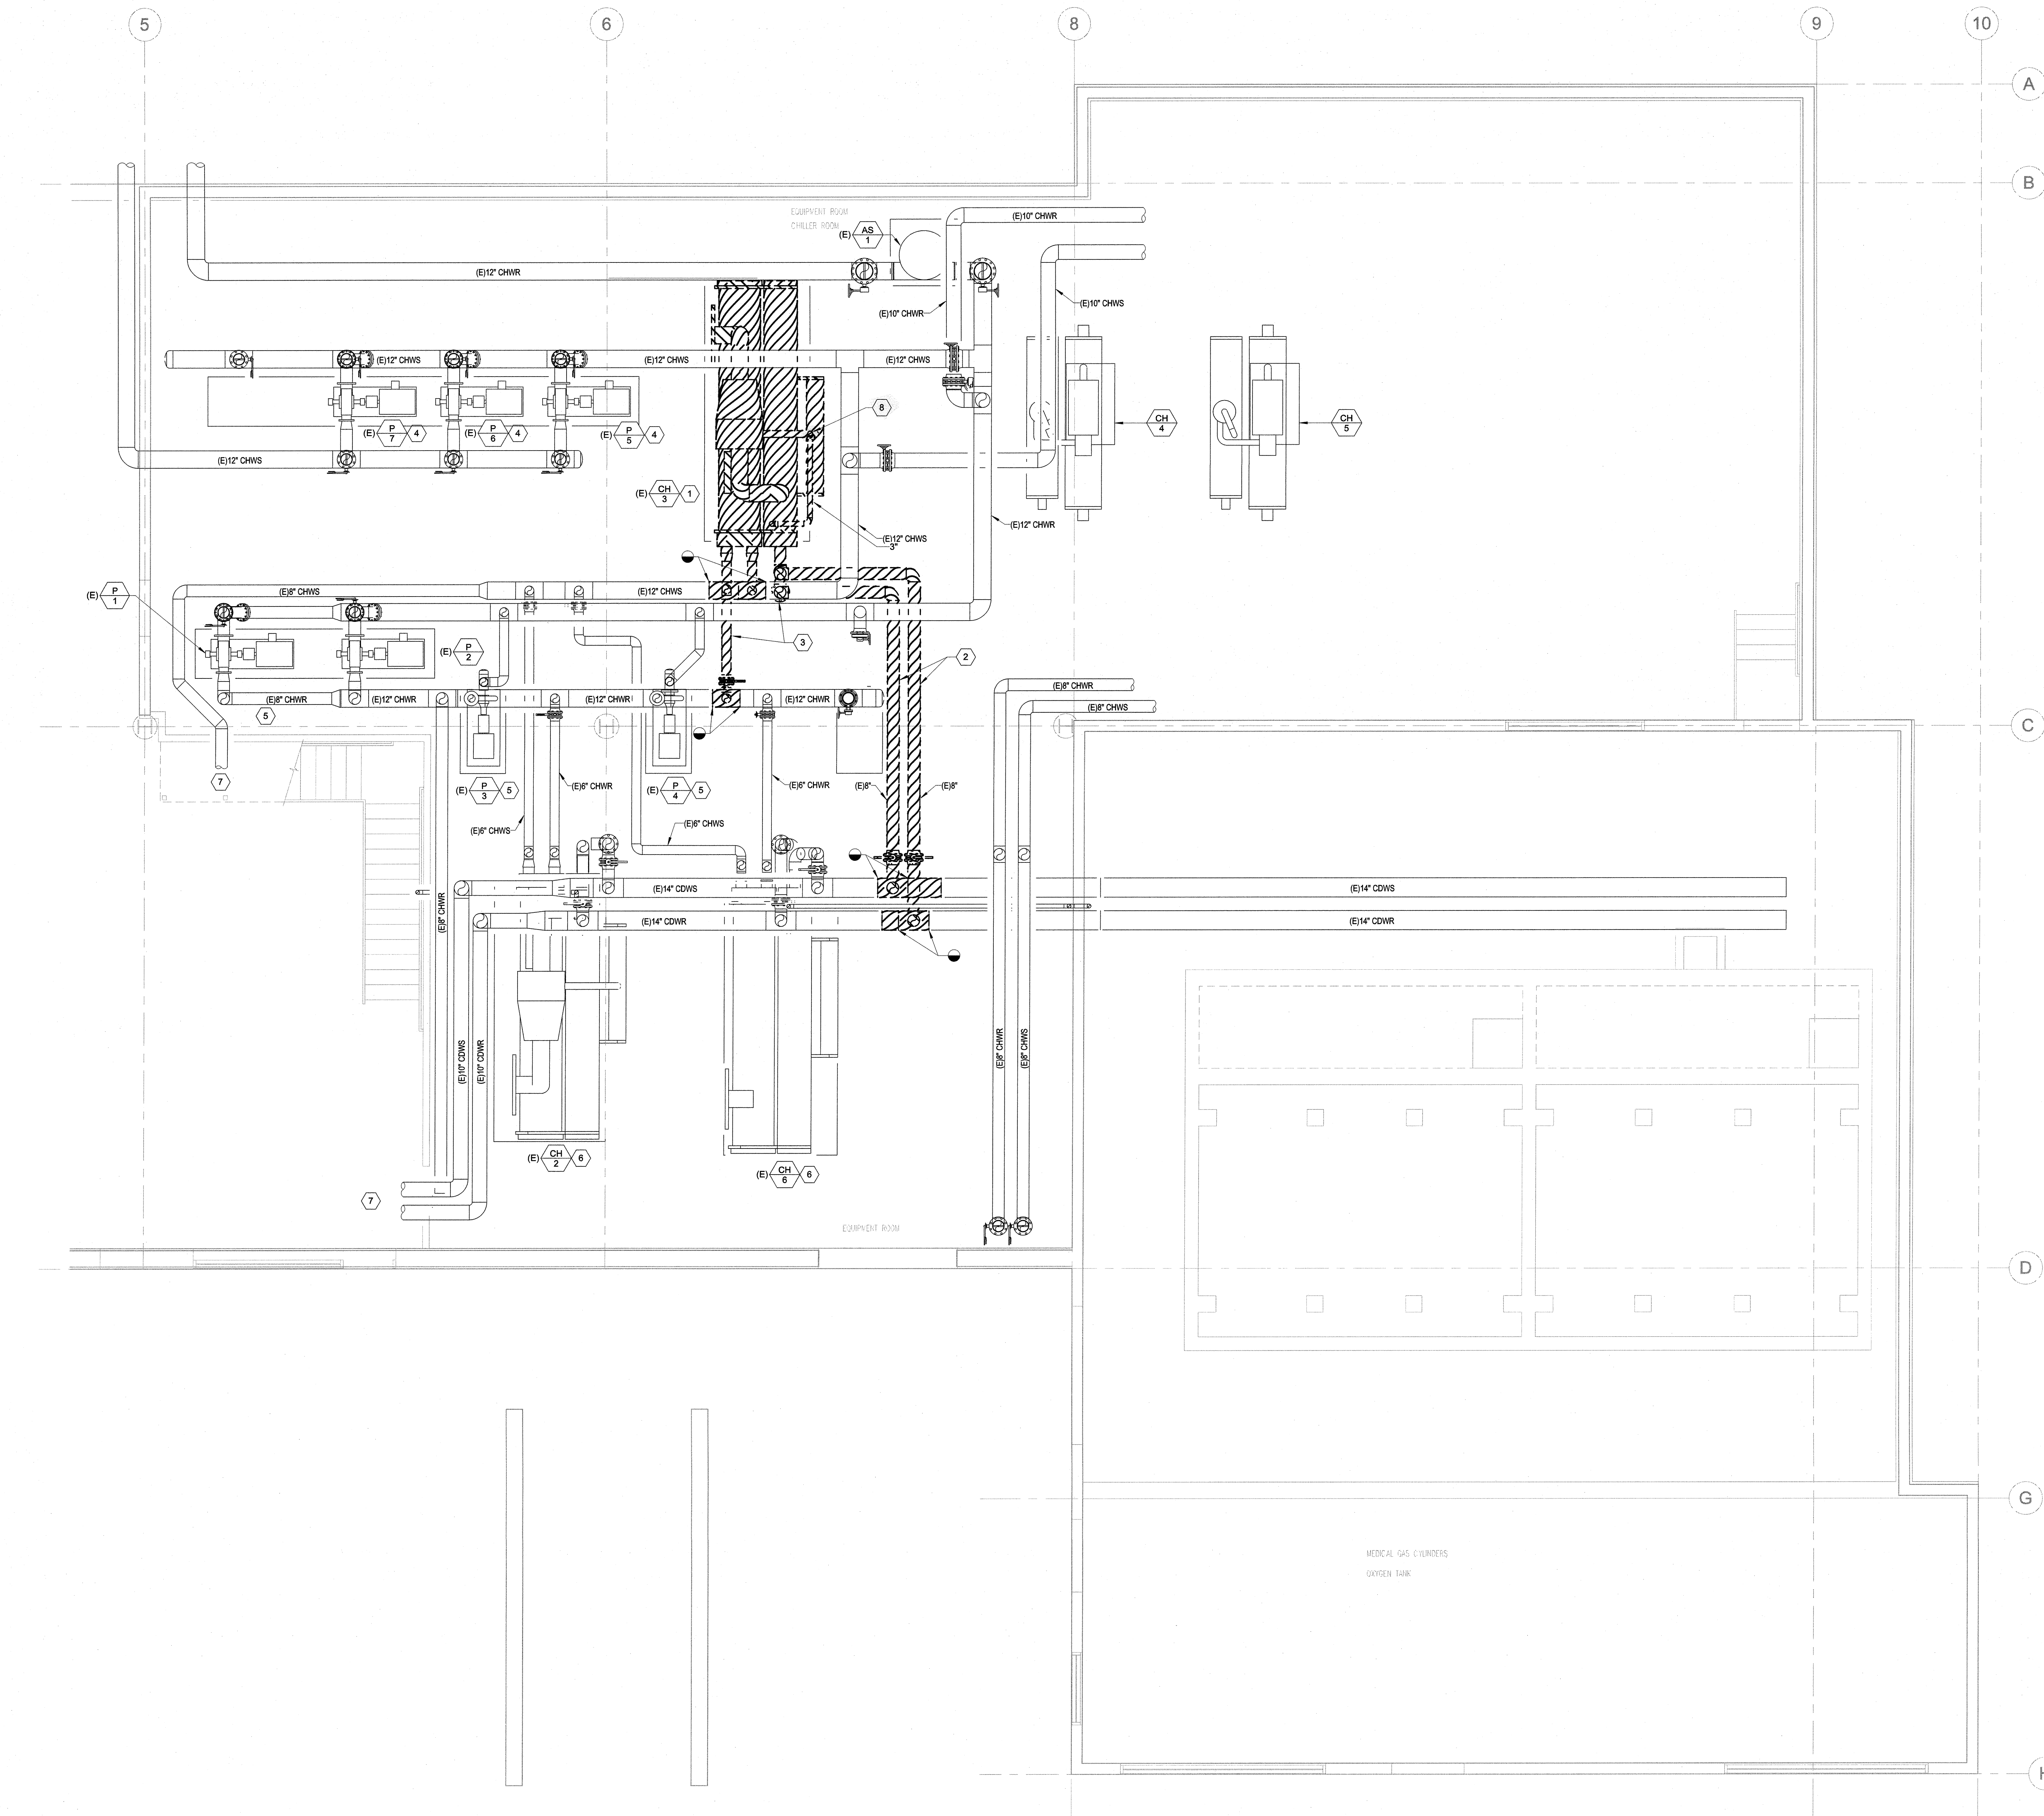 5
6
8
9
10
A
B
EQUIPMENT ROOM
CHILLER ROOM
(E)
AS
1
(E)10" CHWR
(E)12" CHWR
(E)10" CHWS
(E)10" CHWR
(E)12" CHWS
(E)12" CHWS
(E)12" CHWS
8
CH
4
CH
5
(E)
P
7
4
(E)
P
6
4
(E)
P
5
4
(E)12" CHWS
(E)
CH
3
1
(E)12" CHWR
(E)12" CHWS
3"
(E)
P
1
(E)8" CHWS
(E)12" CHWS
(E)
P
2
3
2
(E)8" CHWR
(E)8" CHWR
(E)12" CHWR
(E)12" CHWR
(E)12" CHWR
(E)8" CHWS
5
C
7
(E)
P
3
5
(E)6" CHWR
(E)
P
4
5
(E)6" CHWR
(E)8"
(E)8"
(E)6" CHWS
(E)6" CHWS
(E)14" CDWS
(E)14" CDWS
(E)8" CHWR
(E)14" CDWR
(E)14" CDWR
(E)10" CDWS
(E)10" CDWR
(E)8" CHWR
(E)8" CHWS
(E)
CH
2
6
(E)
CH
6
6
7
EQUIPMENT ROOM
D
G
MEDICAL GAS CYLINDERS
OXYGEN TANK
H